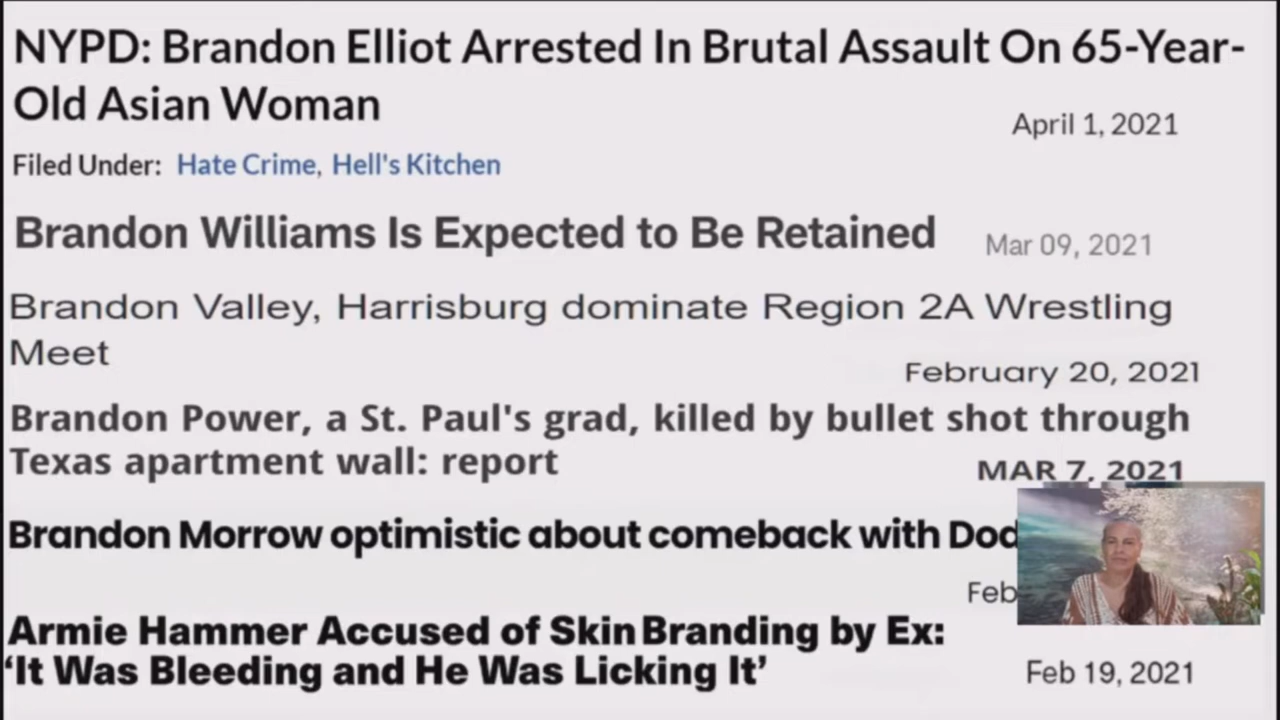 NYPD: Brandon Elliot Arrested In Brutal Assault On 65-Year-
Old Asian Woman
April 1, 2021
Filed Under: Hate Crime, Hell's Kitchen
Brandon Williams Is Expected to Be Retained
Mar 09, 2021
Brandon Valley, Harrisburg dominate Region 2A Wrestling
Meet
February 20, 2021
Brandon Power, a St. Paul's grad, killed by bullet shot through
Texas apartment wall: report
MAR 7, 2021
Brandon Morrow optimistic about comeback with Dod
Feb
Armie Hammer Accused of Skin Branding by Ex:
‘It Was Bleeding and He Was Licking It’
Feb 19, 2021